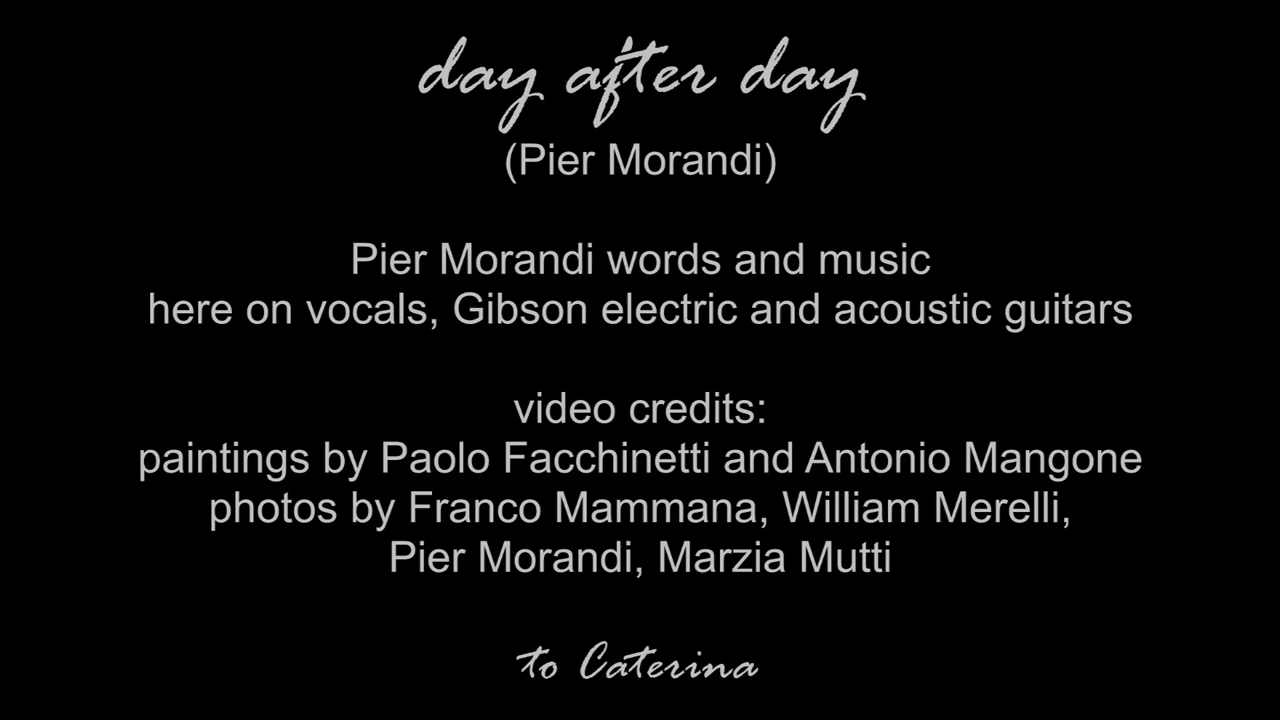 day after day
(Pier Morandi)
Pier Morandi words and music
here on vocals, Gibson electric and acoustic guitars
video credits:
paintings by Paolo Facchinetti and Antonio Mangone
photos by Franco Mammana, William Merelli,
Pier Morandi, Marzia Mutti
to Caterina